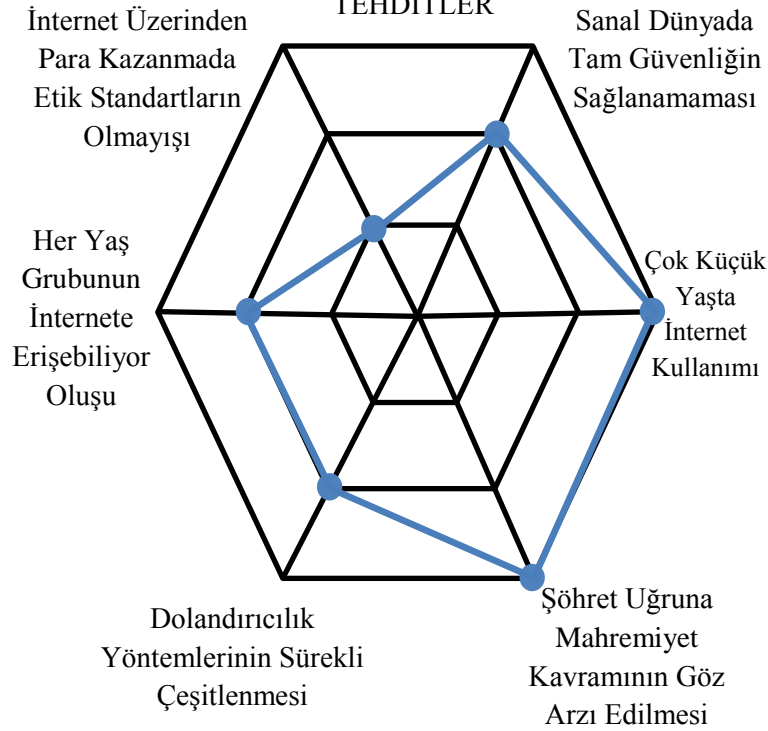 TEHDİTLER
İnternet Üzerinden
Para Kazanmada
Etik Standartların
Olmayışı
Sanal Dünyada
Tam Güvenliğin
Sağlanamaması
Her Yaş
Grubunun
İnternete
Erişebiliyor
Oluşu
Çok Küçük
Yaşta
İnternet
Kullanımı
Dolandırıcılık
Yöntemlerinin Sürekli
Çeşitlenmesi
Şöhret Uğruna
Mahremiyet
Kavramının Göz
Arzı Edilmesi